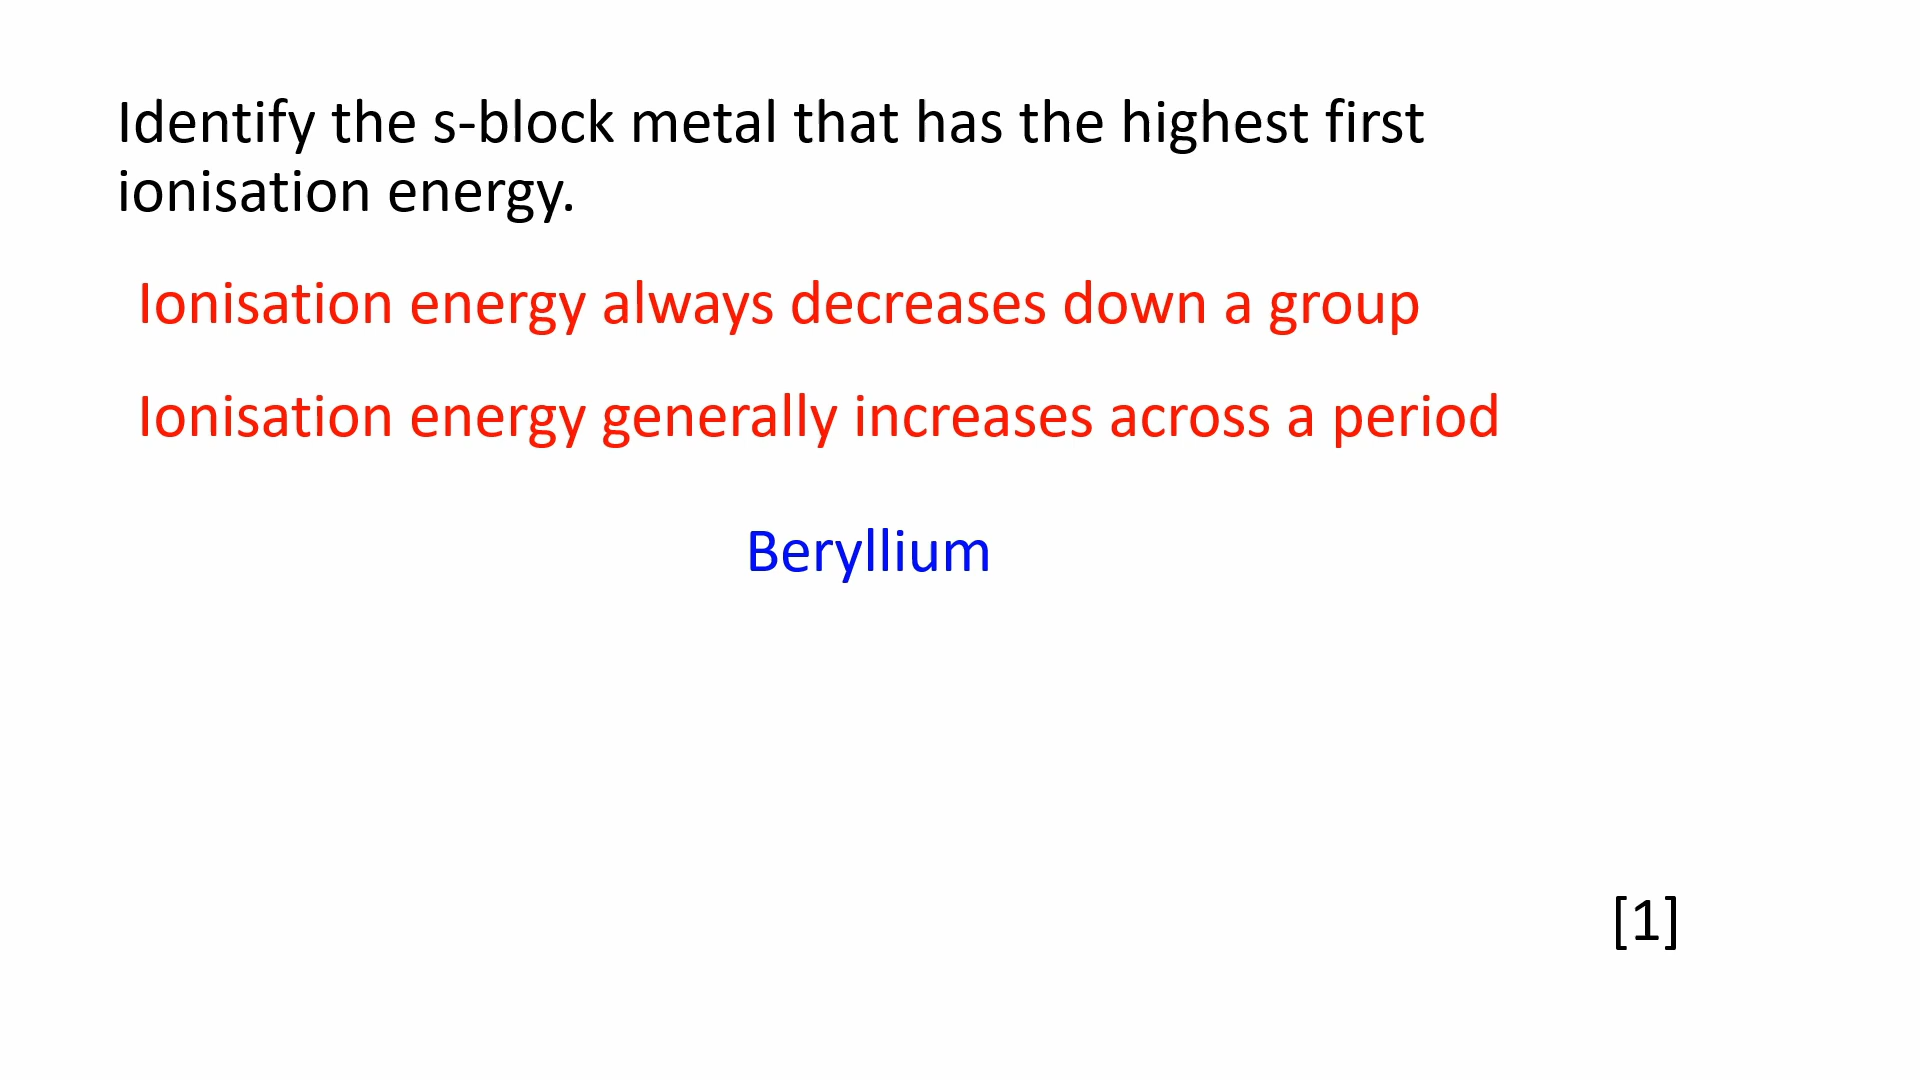 Identify the s-block metal that has the highest first
ionisation energy.
Ionisation energy always decreases down a group
Ionisation energy generally increases across a period
Beryllium
[1]